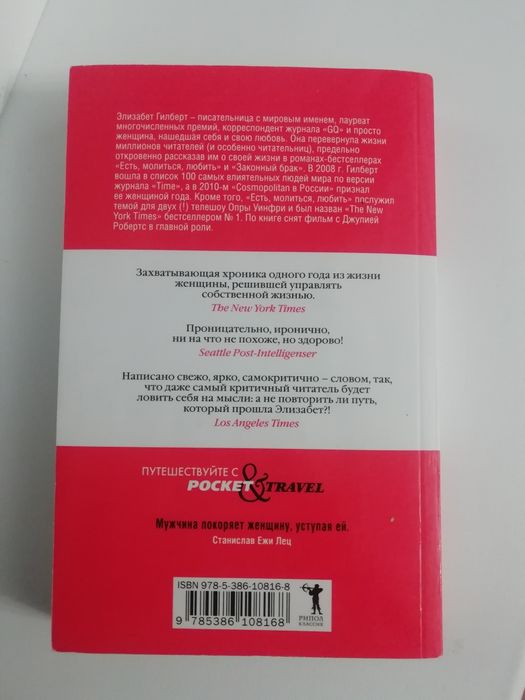 Элизабет Гилберт – писательница с мировым именем, лауреат
многочисленных премий, корреспондент журнала «GQ» и просто
женщина, нашедшая себя и свою любовь. Она перевернула жизни
миллионов читателей (и особенно читательниц), предельно
откровенно рассказав им о своей жизни в романах-бестселлерах
«Есть, молиться, любить» и «Законный брак». В 2008 г. Гилберт
вошла в список 100 самых влиятельных людей мира по версии
журнала «Time», а в 2010-м «Cosmopolitan в России» признал
ее женщиной года. Кроме того, «Есть, молиться, любить» послужил
темой для двух (!) телешоу Опры Уинфри и был назван «The New
York Times» бестселлером № 1. По книге снят фильм с Джулией
Робертс в главной роли.
Захватывающая хроника одного года из жизни
женщины, решившей управлять
собственной жизнью.
The New York Times
Проницательно, иронично,
ни на что не похоже, но здорово!
Seattle Post-Intelligenser
Написано свежо, ярко, самокритично – словом, так,
что даже самый критичный читатель будет
ловить себя на мысли: а не повторить ли путь,
который прошла Элизабет?!
Los Angeles Times
ПУТЕШЕСТВУЙТЕ С
POCKET&TRAVEL
Мужчина покоряет женщину, уступая ей.
Станислав Ежи Лец
ISBN 978-5-386-10816-8
9 785386 108168
РИПОЛ
КЛАССИК